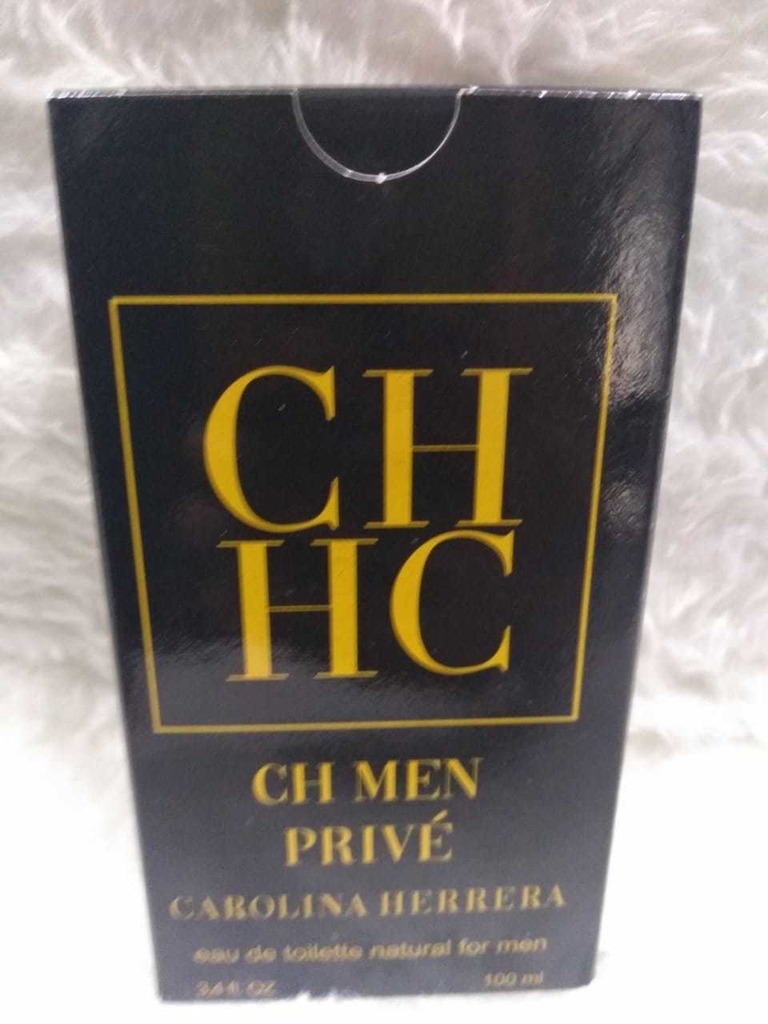 CH
HC
CH MEN
PRIVÉ
CAROLINA HERRERA
eau de toilette natural for men
3.4 fl. OZ 100 ml